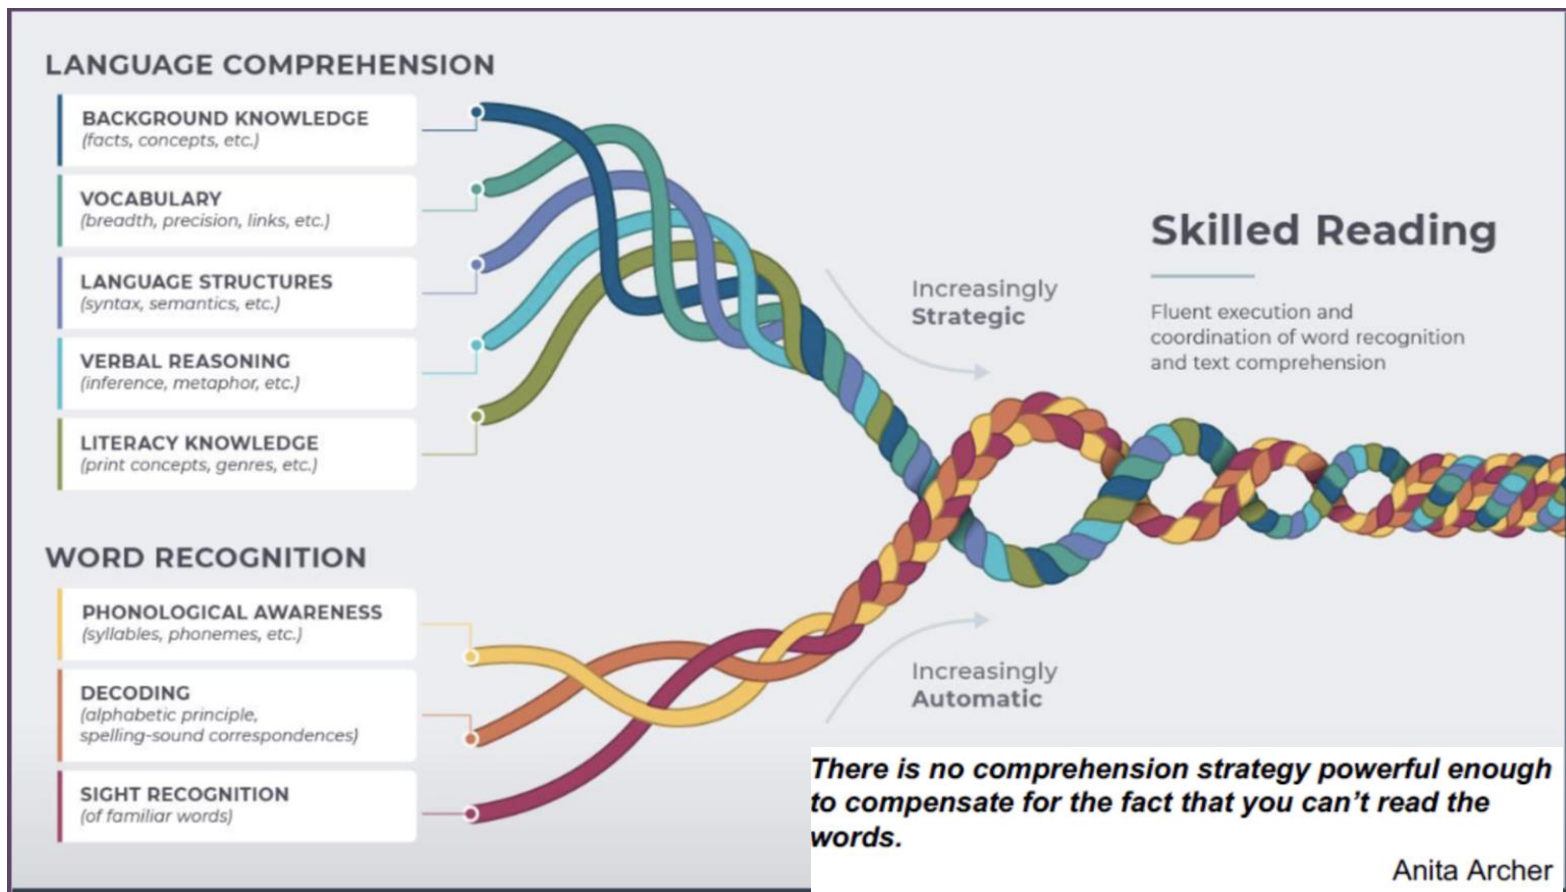 LANGUAGE COMPREHENSION
BACKGROUND KNOWLEDGE
(facts, concepts, etc.)
VOCABULARY
(breadth, precision, links, etc.)
LANGUAGE STRUCTURES
(syntax, semantics, etc.)
VERBAL REASONING
(inference, metaphor, etc.)
LITERACY KNOWLEDGE
(print concepts, genres, etc.)
WORD RECOGNITION
PHONOLOGICAL AWARENESS
(syllables, phonemes, etc.)
DECODING
(alphabetic principle,
spelling-sound correspondences)
SIGHT RECOGNITION
(of familiar words)
Increasingly
Strategic
Increasingly
Automatic
Skilled Reading
Fluent execution and
coordination of word recognition
and text comprehension
There is no comprehension strategy powerful enough
to compensate for the fact that you can’t read the
words.
Anita Archer